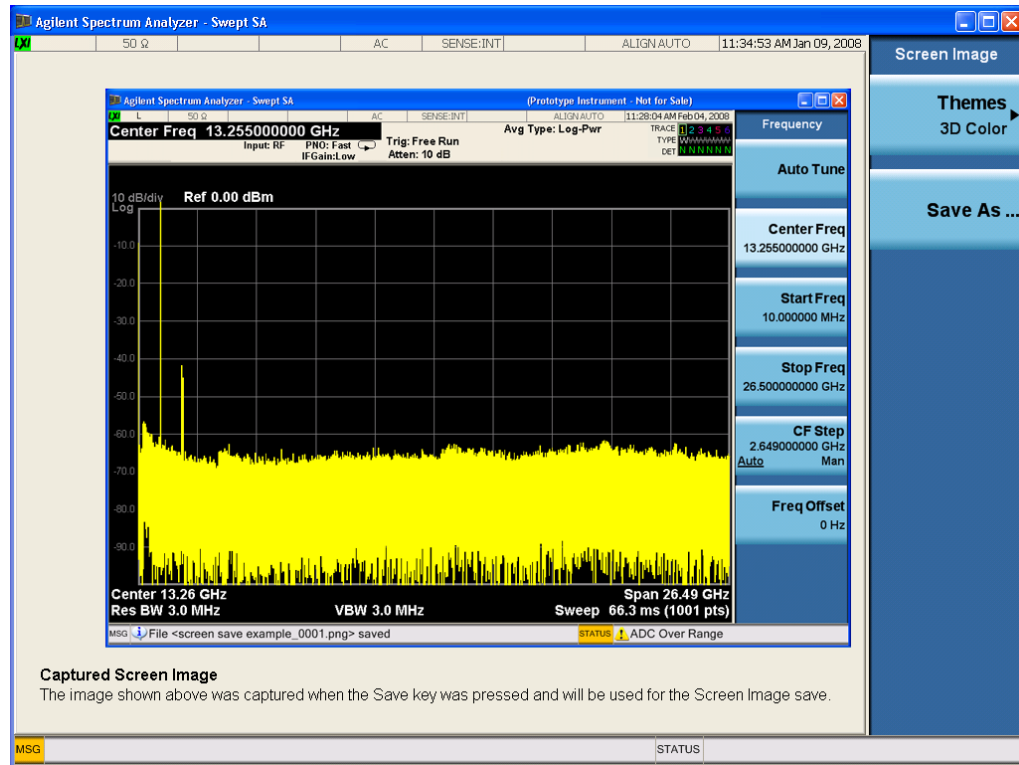 Agilent Spectrum Analyzer - Swept SA
LXI 50 Ω AC SENSE:INT ALIGN AUTO 11:34:53 AM Jan 09, 2008
Screen Image
Themes
3D Color
Save As ...
Agilent Spectrum Analyzer - Swept SA (Prototype Instrument - Not for Sale)
LXI L 50 Ω AC SENSE:INT ALIGN AUTO 11:28:04 AM Feb 04, 2008
Center Freq 13.255000000 GHz
Input: RF PNO: Fast
IFGain:Low
Trig: Free Run
Atten: 10 dB
Avg Type: Log-Pwr
TRACE 1 2 3 4 5 6
TYPE WWWWWW
DET N N N N N N
10 dB/div
Log
Ref 0.00 dBm
-10.0
-20.0
-30.0
-40.0
-50.0
-60.0
-70.0
-80.0
-90.0
Center 13.26 GHz
Span 26.49 GHz
Res BW 3.0 MHz
VBW 3.0 MHz
Sweep 66.3 ms (1001 pts)
MSG File <screen save example_0001.png> saved
STATUS ADC Over Range
Frequency
Auto Tune
Center Freq
13.255000000 GHz
Start Freq
10.000000 MHz
Stop Freq
26.500000000 GHz
CF Step
2.649000000 GHz
Auto Man
Freq Offset
0 Hz
Captured Screen Image
The image shown above was captured when the Save key was pressed and will be used for the Screen Image save.
MSG
STATUS